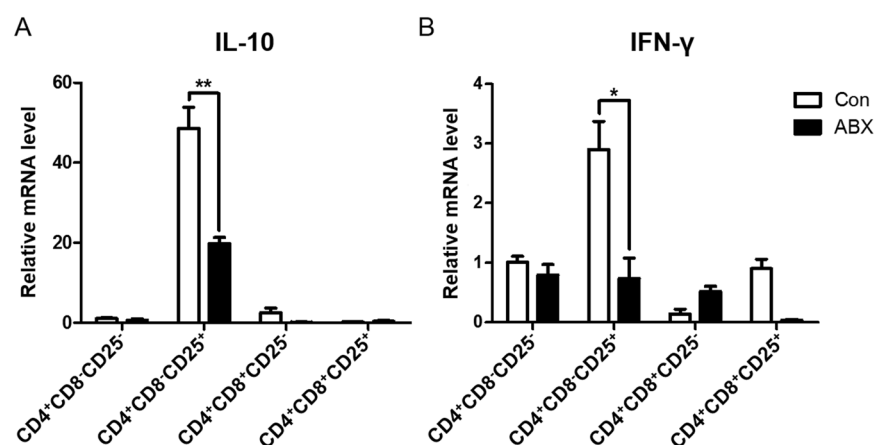 A
IL-10
Relative mRNA level
60
40
20
0
**
CD4⁺CD8⁻CD25⁻
CD4⁺CD8⁻CD25⁺
CD4⁺CD8⁺CD25⁻
CD4⁺CD8⁺CD25⁺
B
IFN-γ
Relative mRNA level
4
3
2
1
0
*
CD4⁺CD8⁻CD25⁻
CD4⁺CD8⁻CD25⁺
CD4⁺CD8⁺CD25⁻
CD4⁺CD8⁺CD25⁺
Con
ABX